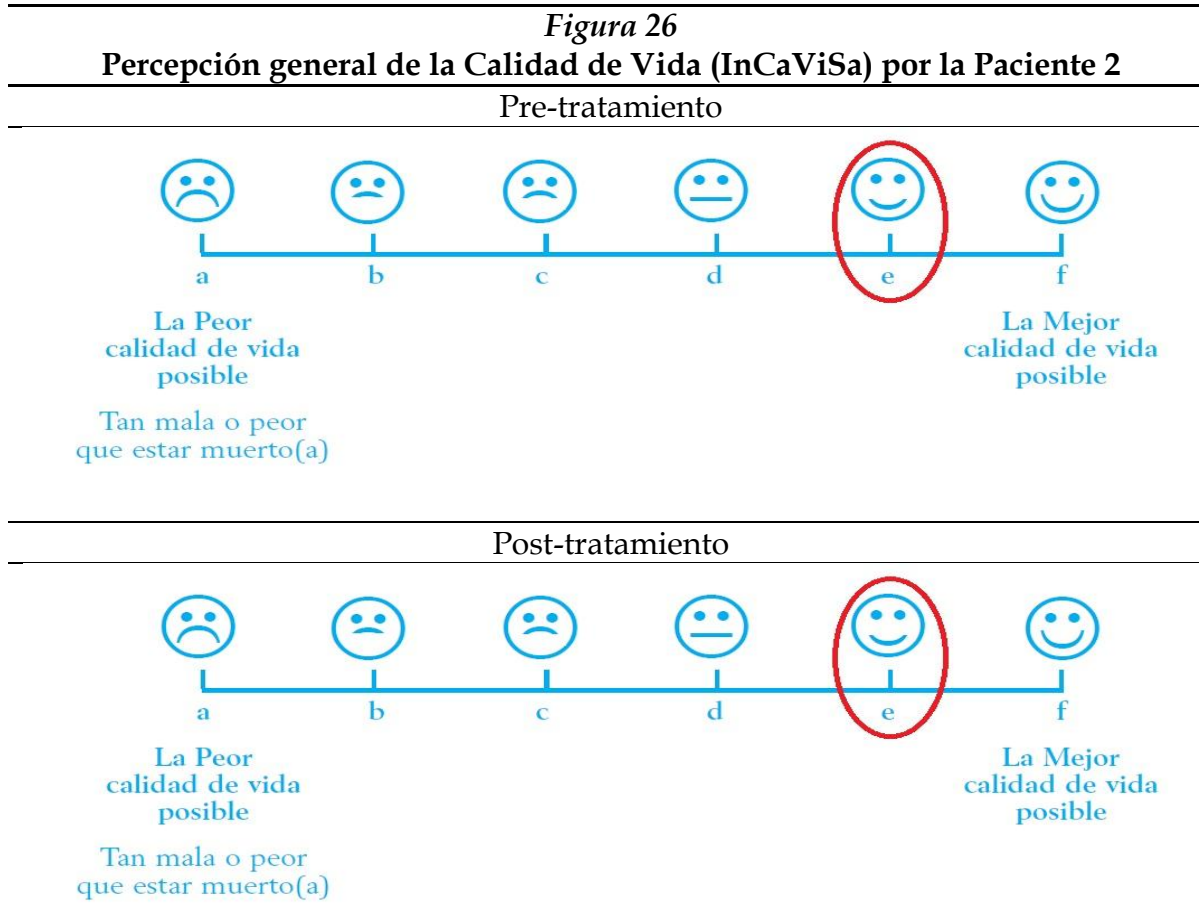 Figura 26
Percepción general de la Calidad de Vida (InCaViSa) por la Paciente 2
Pre-tratamiento
a b c d e f
La Peor
calidad de vida
posible
Tan mala o peor
que estar muerto(a)
La Mejor
calidad de vida
posible
Post-tratamiento
a b c d e f
La Peor
calidad de vida
posible
Tan mala o peor
que estar muerto(a)
La Mejor
calidad de vida
posible